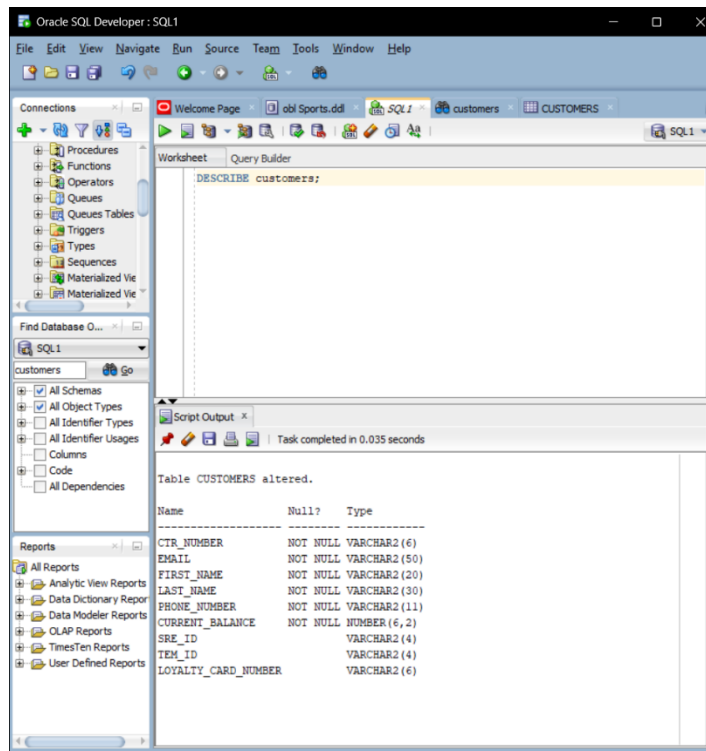 Oracle SQL Developer : SQL1
File Edit View Navigate Run Source Team Tools Window Help
Connections
Welcome Page
obl Sports.ddl
SQL1
customers
CUSTOMERS
SQL1
Procedures
Functions
Operators
Queues
Queues Tables
Triggers
Types
Sequences
Materialized Vie
Materialized Vie
Worksheet Query Builder
DESCRIBE customers;
Find Database O...
SQL1
customers
Go
All Schemas
All Object Types
All Identifier Types
All Identifier Usages
Columns
Code
All Dependencies
Reports
All Reports
Analytic View Reports
Data Dictionary Repor
Data Modeler Reports
OLAP Reports
TimesTen Reports
User Defined Reports
Script Output
Task completed in 0.035 seconds
Table CUSTOMERS altered.
Name Null? Type
------------------- -------- ------------
CTR_NUMBER NOT NULL VARCHAR2(6)
EMAIL NOT NULL VARCHAR2(50)
FIRST_NAME NOT NULL VARCHAR2(20)
LAST_NAME NOT NULL VARCHAR2(30)
PHONE_NUMBER NOT NULL VARCHAR2(11)
CURRENT_BALANCE NOT NULL NUMBER(6,2)
SRE_ID VARCHAR2(4)
TEM_ID VARCHAR2(4)
LOYALTY_CARD_NUMBER VARCHAR2(6)